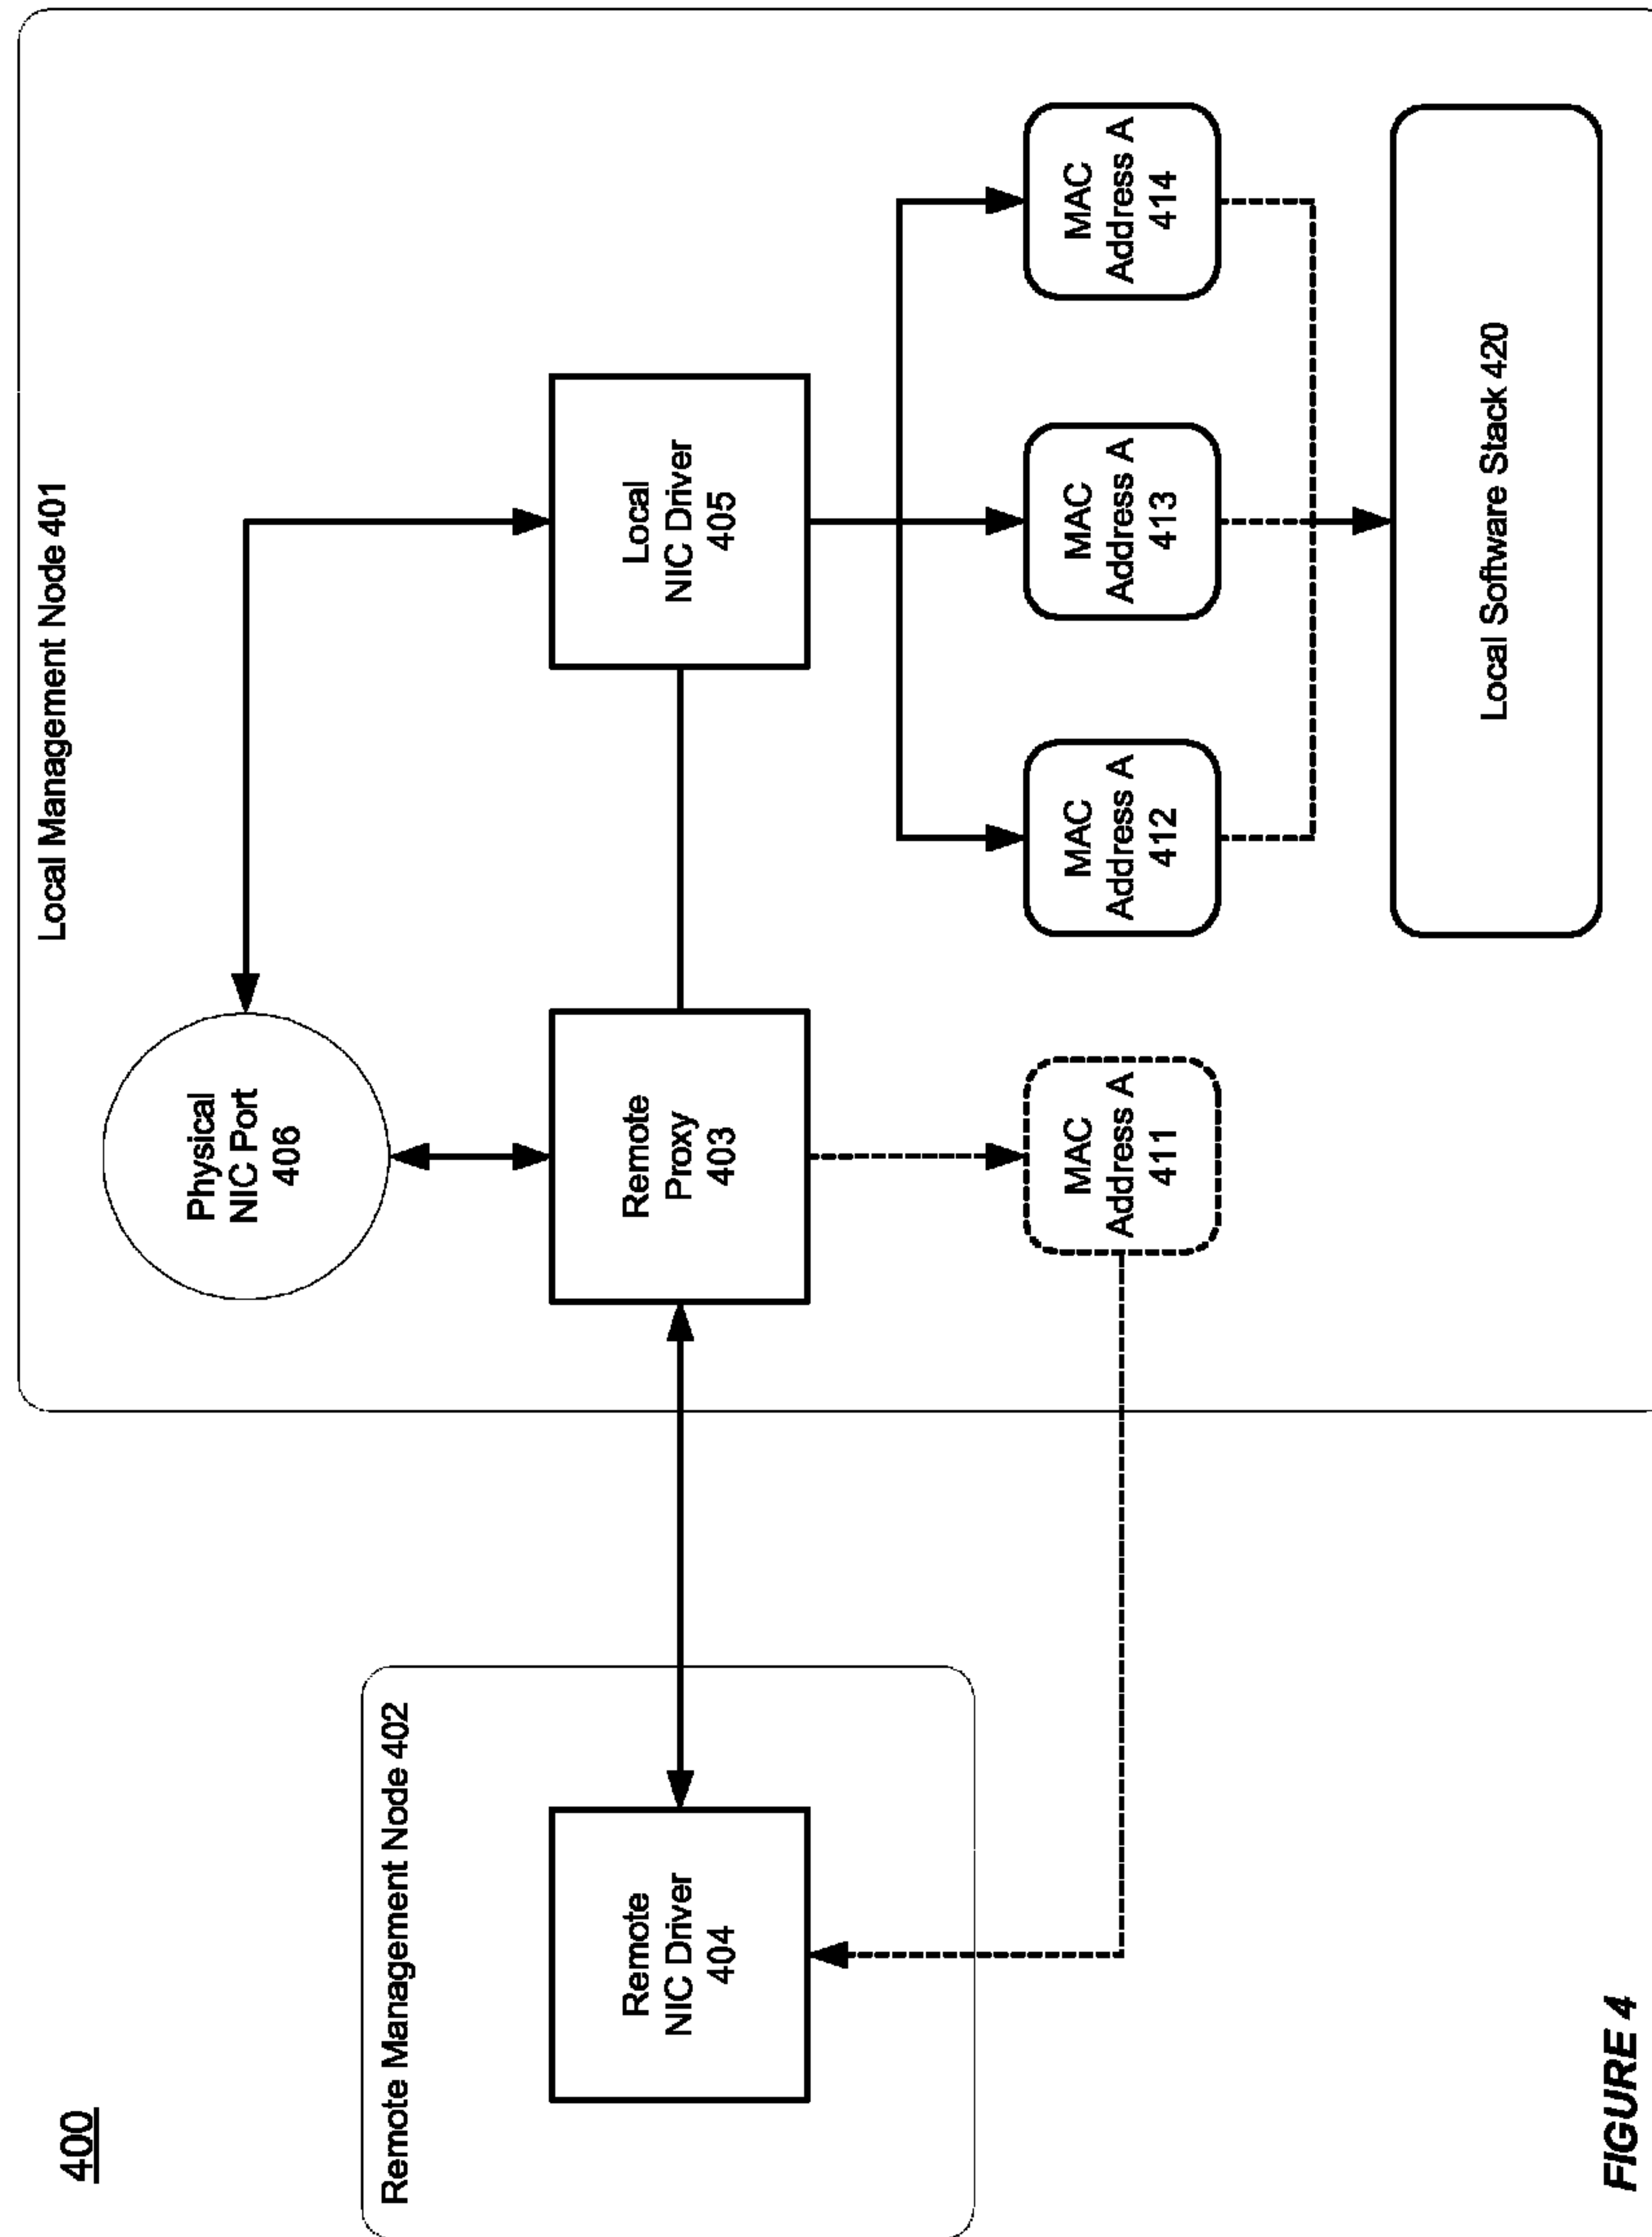 400
Local Management Node 401
Physical
NIC Port
406
Remote Management Node 402
Remote
NIC Driver
404
Remote
Proxy
403
Local
NIC Driver
405
MAC
Address A
411
MAC
Address A
412
MAC
Address A
413
MAC
Address A
414
Local Software Stack 420
FIGURE 4